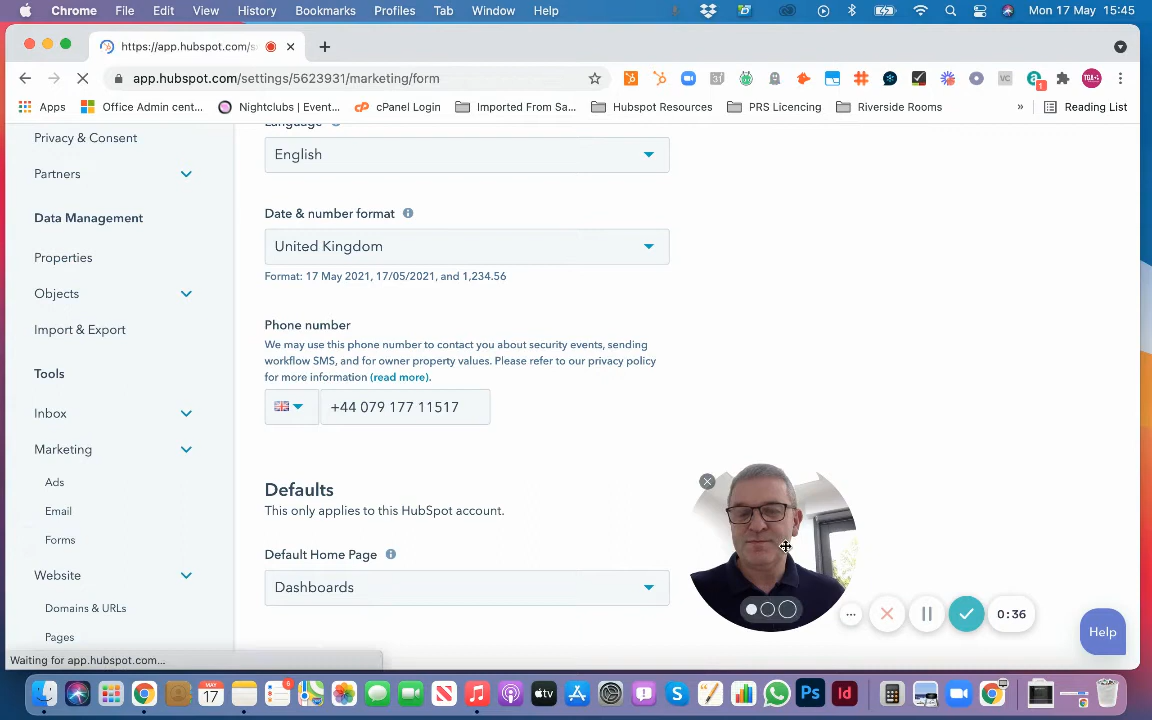 Chrome File Edit View History Bookmarks Profiles Tab Window Help Mon 17 May 15:45
https://app.hubspot.com/s
app.hubspot.com/settings/5623931/marketing/form
Apps Office Admin cent... Nightclubs | Event... cPanel Login Imported From Sa... Hubspot Resources PRS Licencing Riverside Rooms » Reading List
Privacy & Consent
Partners
Data Management
Properties
Objects
Import & Export
Tools
Inbox
Marketing
Ads
Email
Forms
Website
Domains & URLs
Pages
Language
English
Date & number format
United Kingdom
Format: 17 May 2021, 17/05/2021, and 1,234.56
Phone number
We may use this phone number to contact you about security events, sending
workflow SMS, and for owner property values. Please refer to our privacy policy
for more information (read more).
+44 079 177 11517
Defaults
This only applies to this HubSpot account.
Default Home Page
Dashboards
0:36
Help
Waiting for app.hubspot.com...